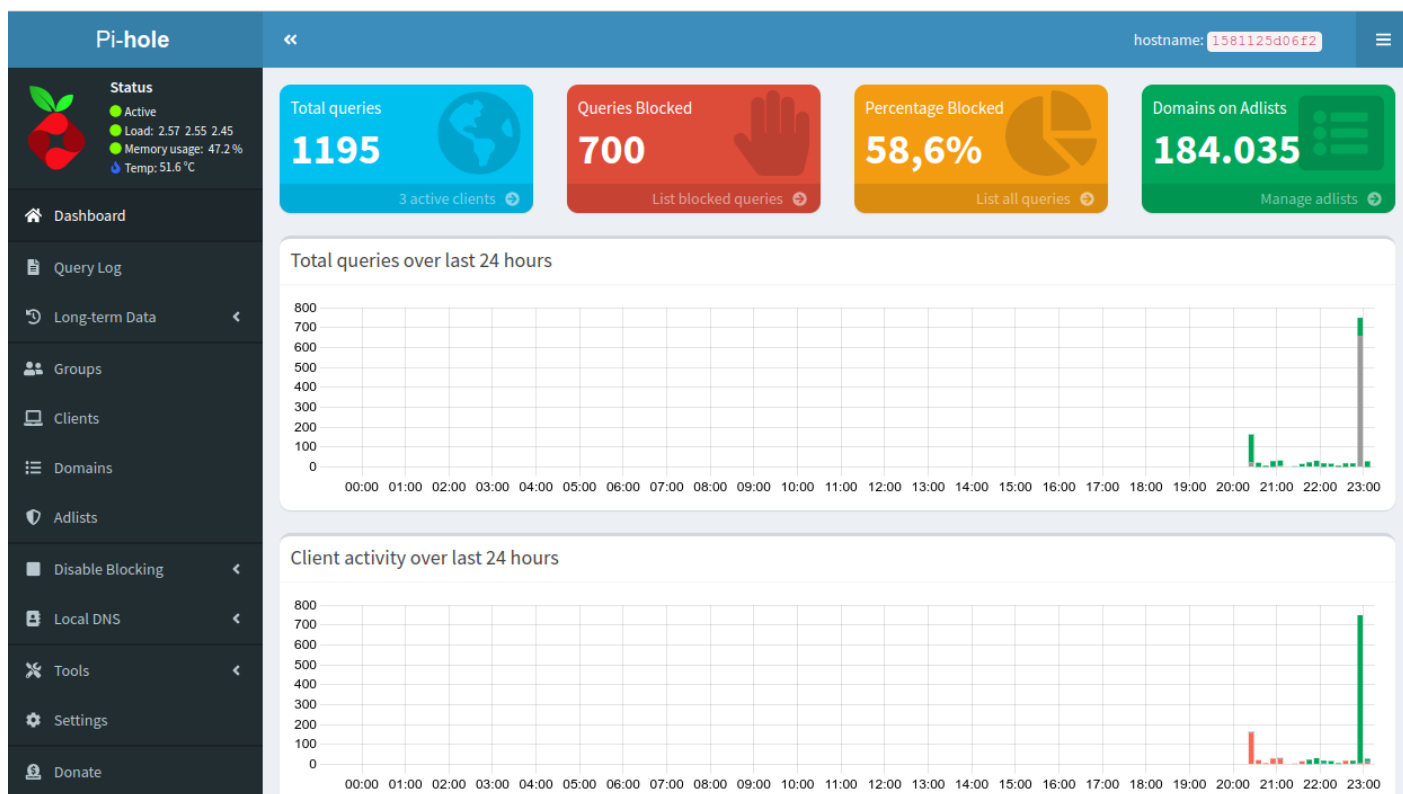 Pi-hole
hostname: 1581125d06f2
Status
Active
Load: 2.57 2.55 2.45
Memory usage: 47.2 %
Temp: 51.6 °C
Dashboard
Query Log
Long-term Data
Groups
Clients
Domains
Adlists
Disable Blocking
Local DNS
Tools
Settings
Donate
Total queries
1195
3 active clients
Queries Blocked
700
List blocked queries
Percentage Blocked
58,6%
List all queries
Domains on Adlists
184.035
Manage adlists
Total queries over last 24 hours
800
700
600
500
400
300
200
100
0
00:00 01:00 02:00 03:00 04:00 05:00 06:00 07:00 08:00 09:00 10:00 11:00 12:00 13:00 14:00 15:00 16:00 17:00 18:00 19:00 20:00 21:00 22:00 23:00
Client activity over last 24 hours
800
700
600
500
400
300
200
100
0
00:00 01:00 02:00 03:00 04:00 05:00 06:00 07:00 08:00 09:00 10:00 11:00 12:00 13:00 14:00 15:00 16:00 17:00 18:00 19:00 20:00 21:00 22:00 23:00